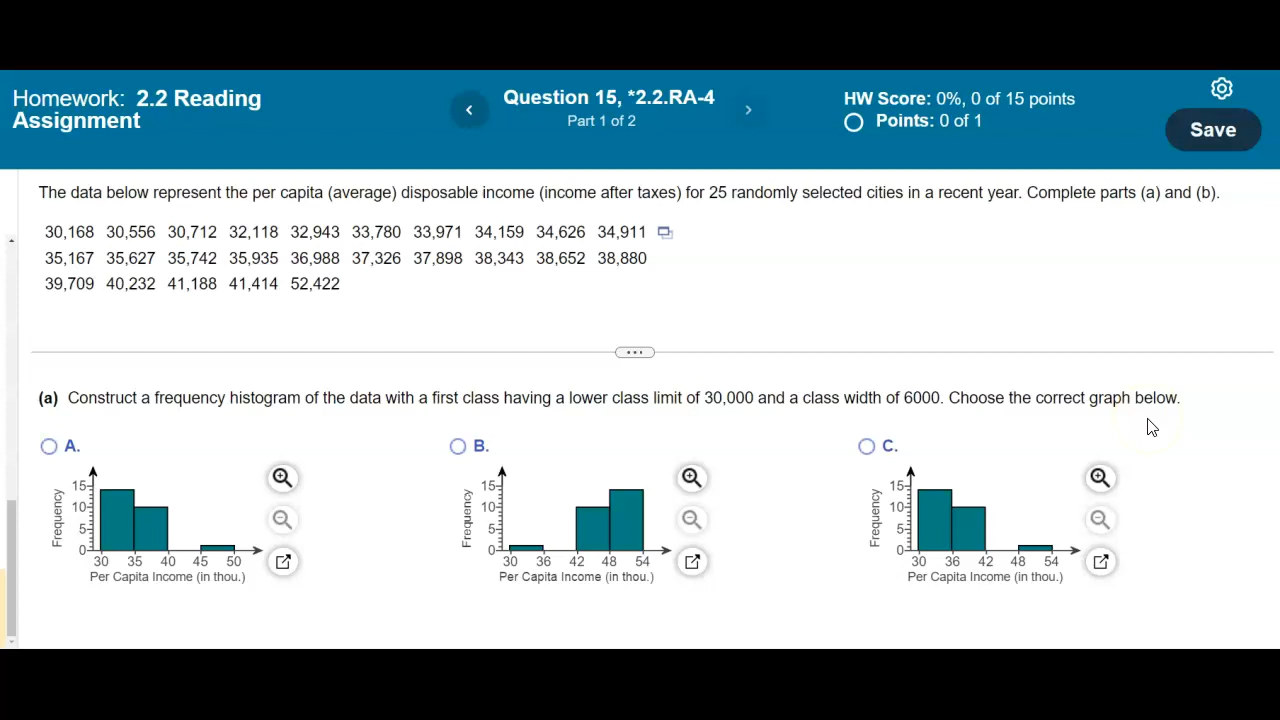 Homework: 2.2 Reading
Assignment
Question 15, *2.2.RA-4
Part 1 of 2
HW Score: 0%, 0 of 15 points
Points: 0 of 1
Save
The data below represent the per capita (average) disposable income (income after taxes) for 25 randomly selected cities in a recent year. Complete parts (a) and (b).
30,168 30,556 30,712 32,118 32,943 33,780 33,971 34,159 34,626 34,911
35,167 35,627 35,742 35,935 36,988 37,326 37,898 38,343 38,652 38,880
39,709 40,232 41,188 41,414 52,422
(a) Construct a frequency histogram of the data with a first class having a lower class limit of 30,000 and a class width of 6000. Choose the correct graph below.
A.
15
10
5
0
Frequency
30 35 40 45 50
Per Capita Income (in thou.)
B.
15
10
5
0
Frequency
30 36 42 48 54
Per Capita Income (in thou.)
C.
15
10
5
0
Frequency
30 36 42 48 54
Per Capita Income (in thou.)